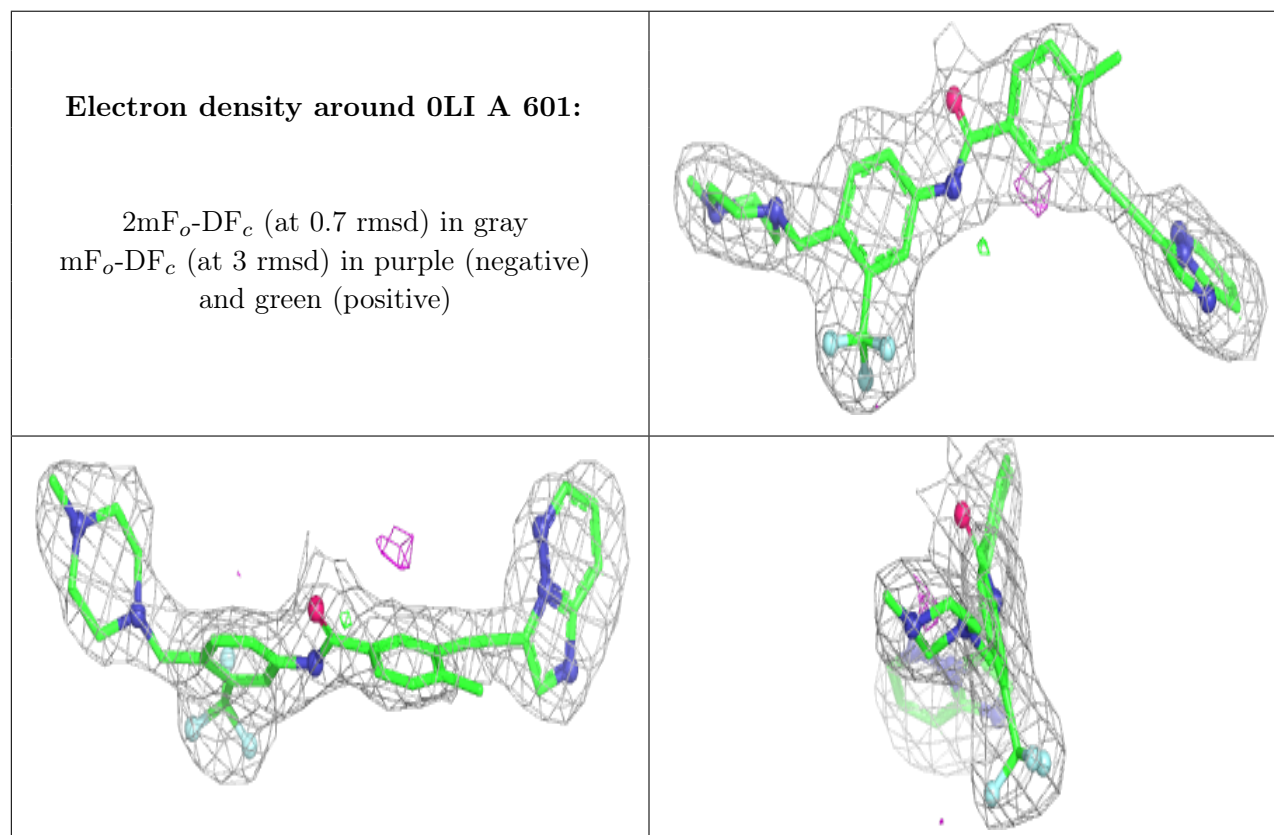 Electron density around 0LI A 601:
2mFo-DFc (at 0.7 rmsd) in gray
mFo-DFc (at 3 rmsd) in purple (negative)
and green (positive)